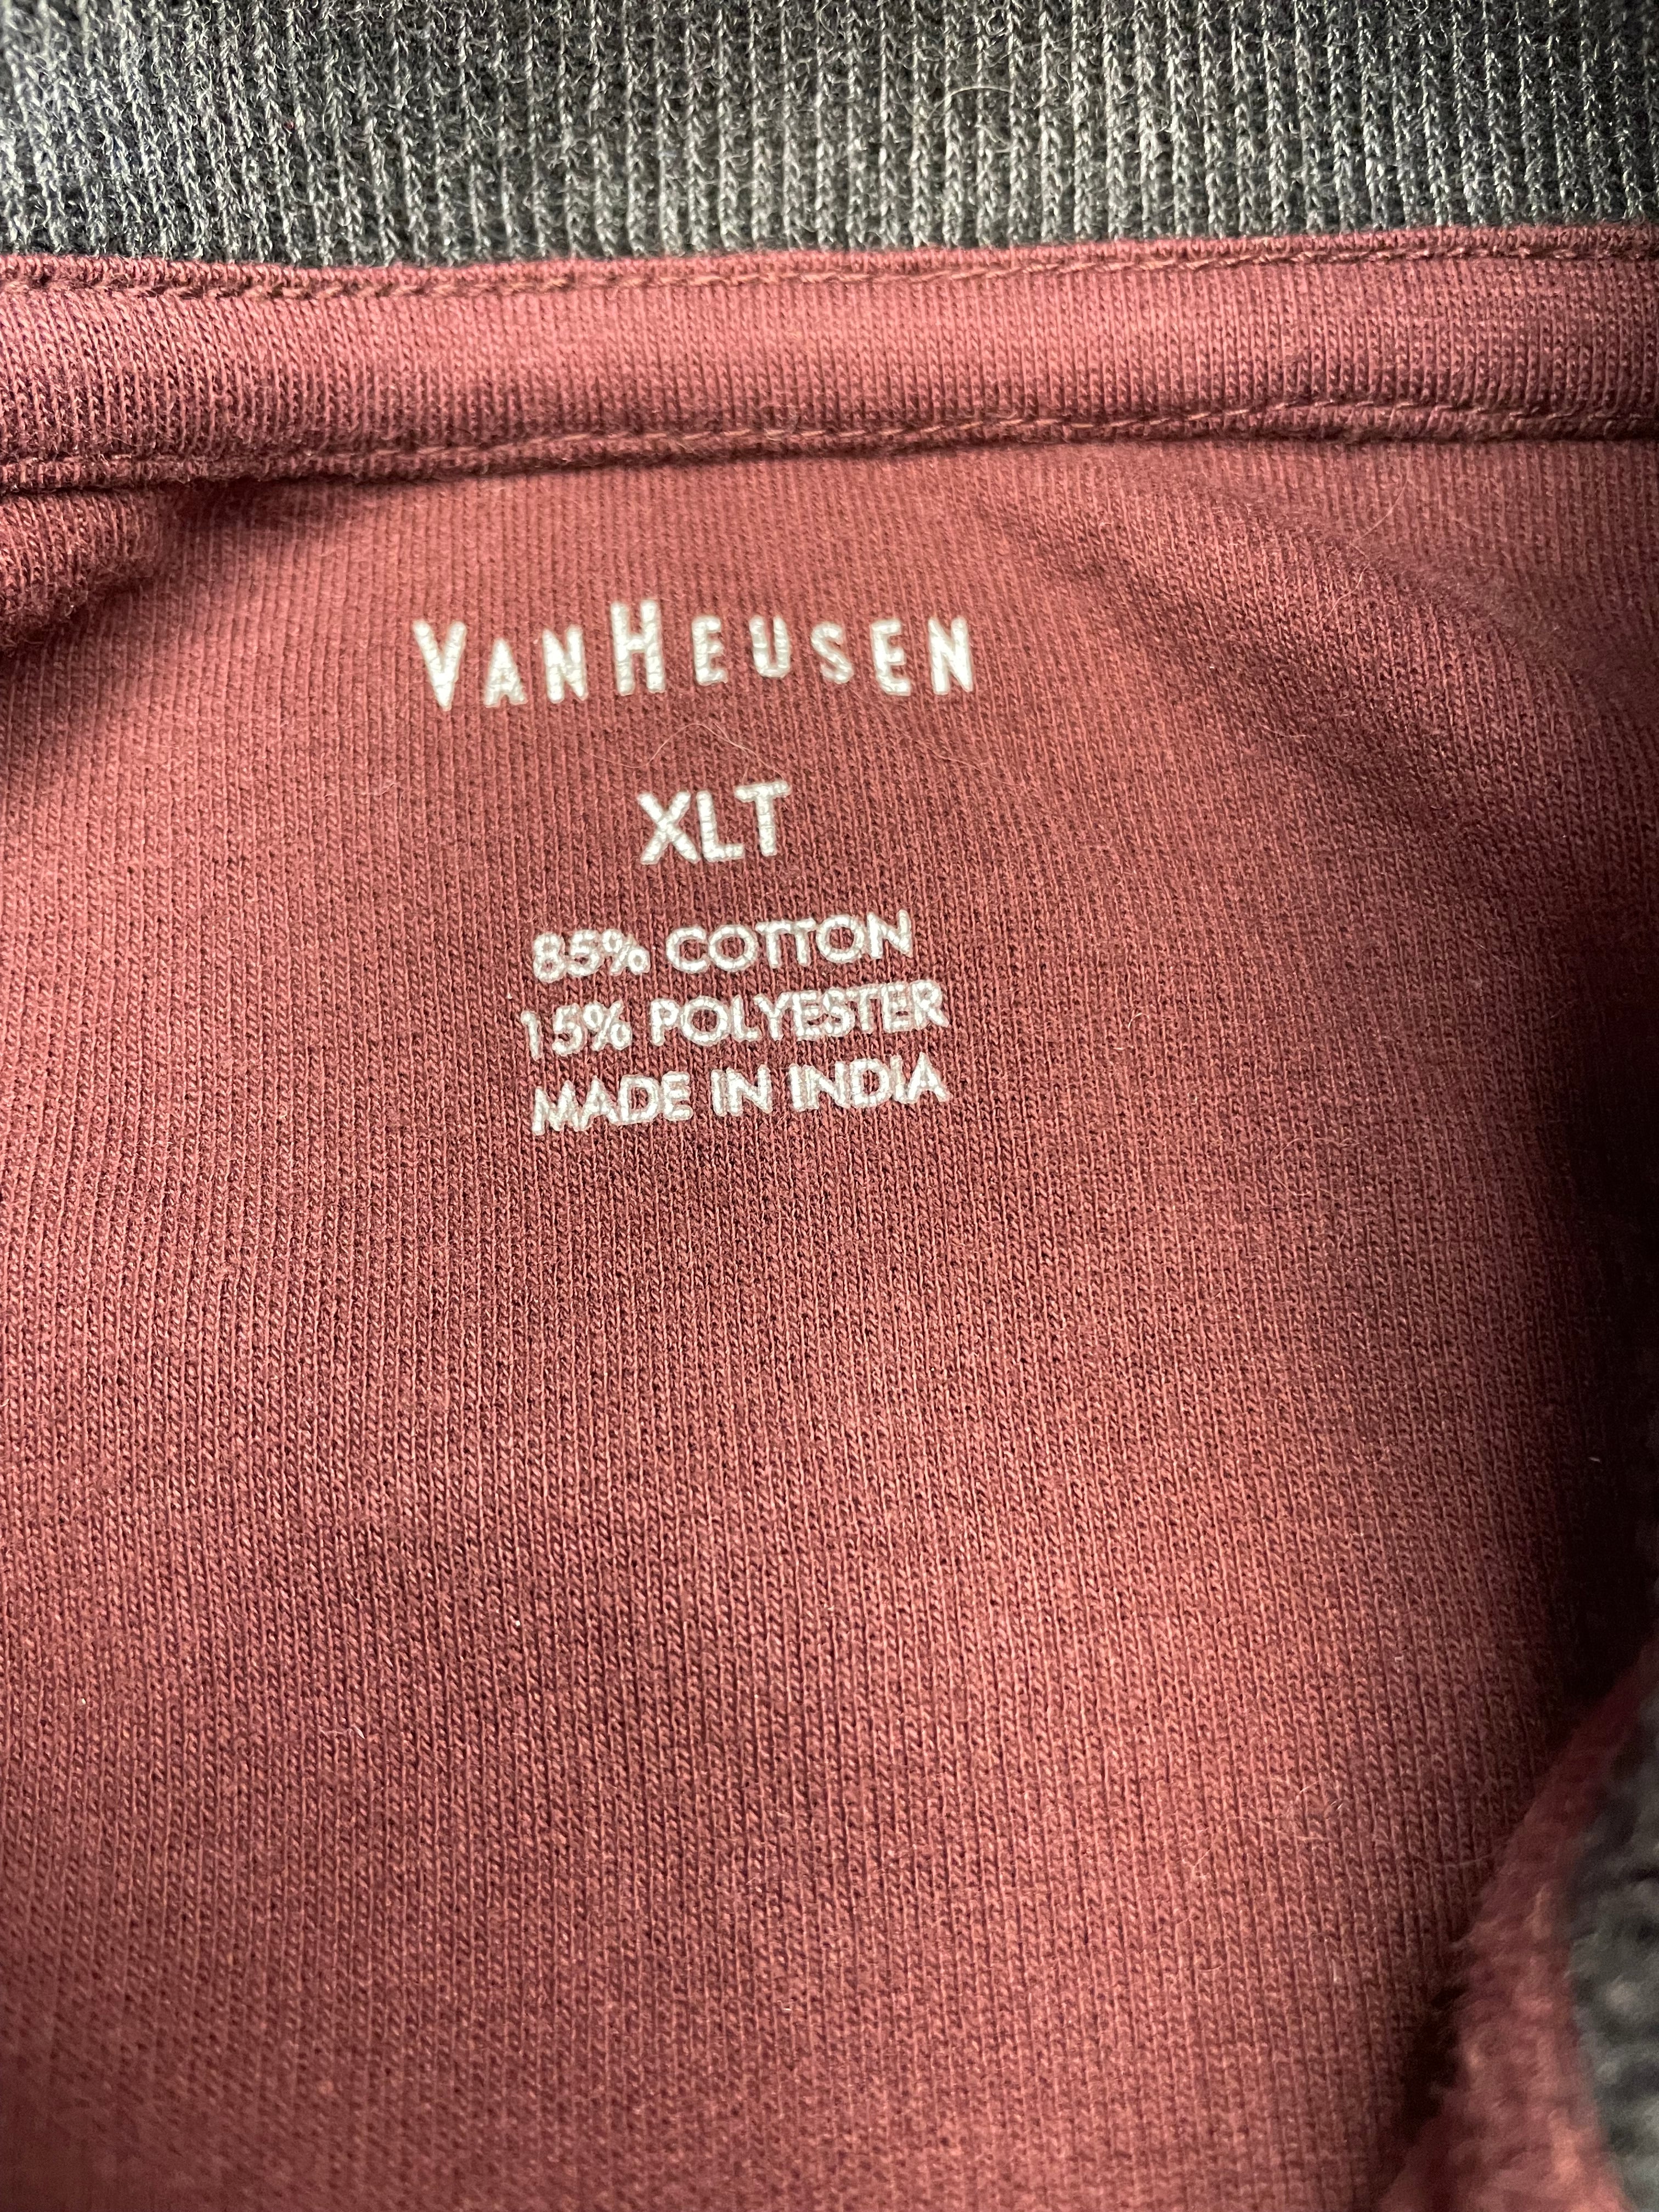 VANHEUSEN
XLT
85% COTTON
15% POLYESTER
MADE IN INDIA